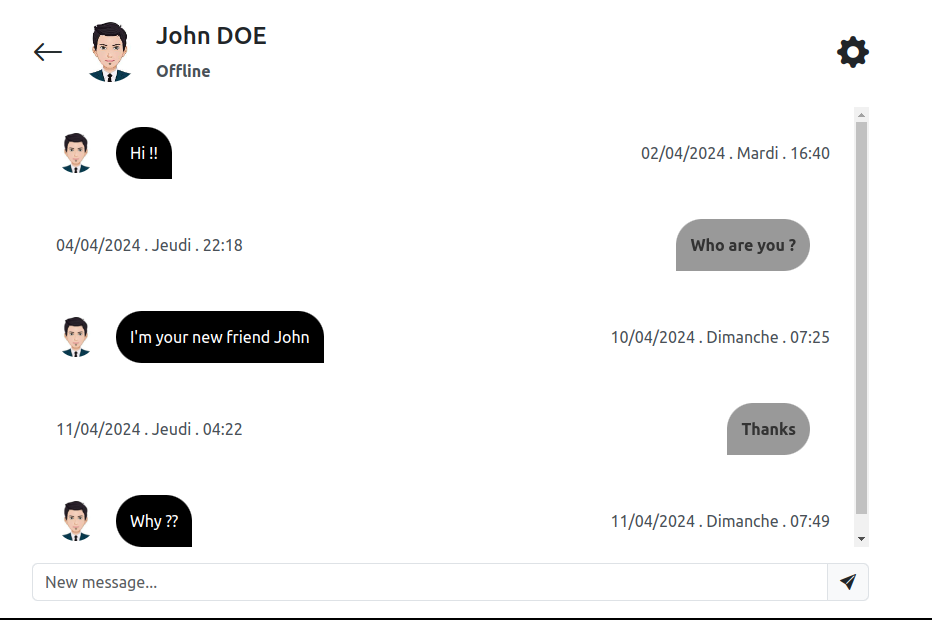 John DOE
Offline
Hi !!
02/04/2024 . Mardi . 16:40
04/04/2024 . Jeudi . 22:18
Who are you ?
I'm your new friend John
10/04/2024 . Dimanche . 07:25
11/04/2024 . Jeudi . 04:22
Thanks
Why ??
11/04/2024 . Dimanche . 07:49
New message...